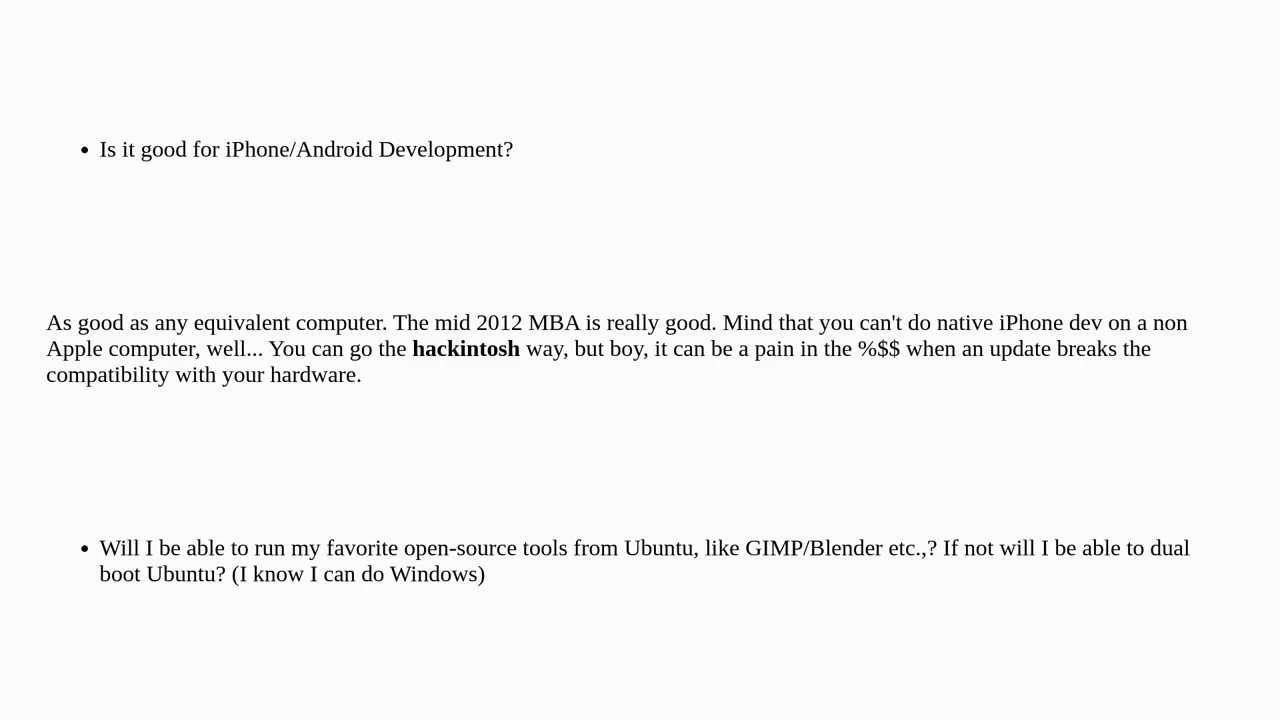 • Is it good for iPhone/Android Development?
As good as any equivalent computer. The mid 2012 MBA is really good. Mind that you can't do native iPhone dev on a non
Apple computer, well... You can go the hackintosh way, but boy, it can be a pain in the %$$ when an update breaks the
compatibility with your hardware.
• Will I be able to run my favorite open-source tools from Ubuntu, like GIMP/Blender etc.,? If not will I be able to dual
boot Ubuntu? (I know I can do Windows)